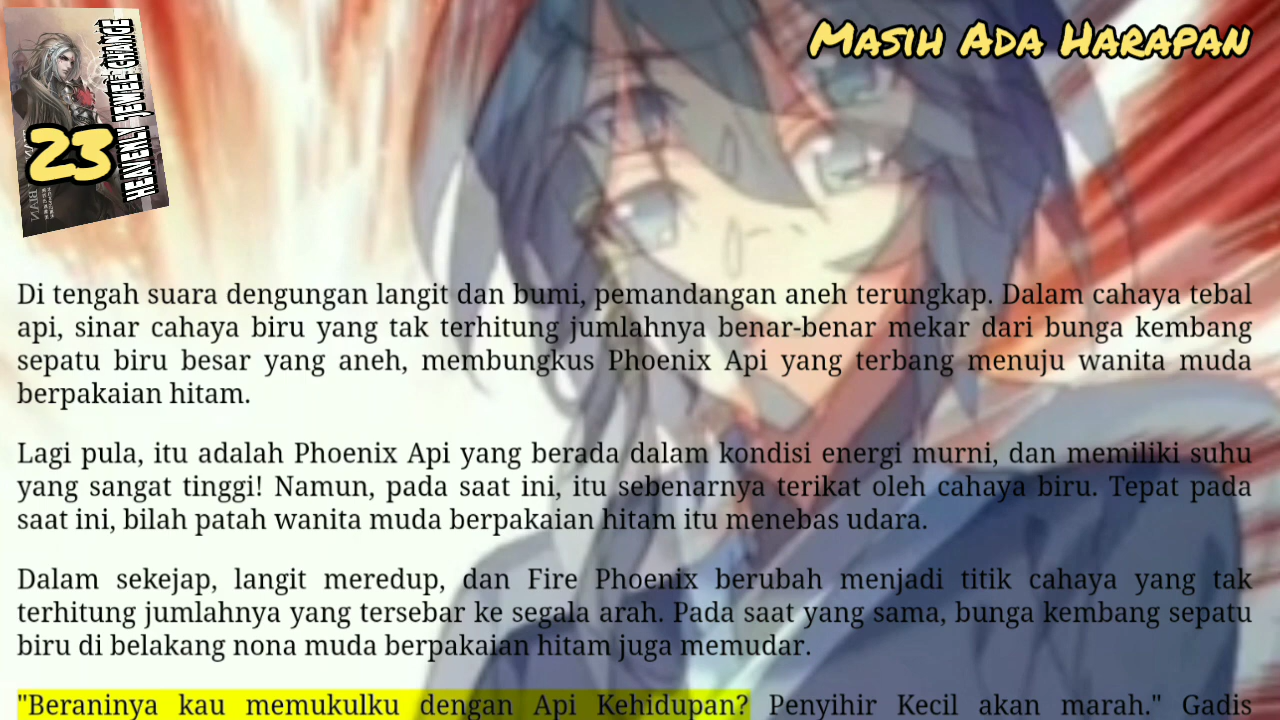 Masih Ada Harapan
HEAVENLY JEWEL CHANGE
23
Di tengah suara dengungan langit dan bumi, pemandangan aneh terungkap. Dalam cahaya tebal
api, sinar cahaya biru yang tak terhitung jumlahnya benar-benar mekar dari bunga kembang
sepatu biru besar yang aneh, membungkus Phoenix Api yang terbang menuju wanita muda
berpakaian hitam.
Lagi pula, itu adalah Phoenix Api yang berada dalam kondisi energi murni, dan memiliki suhu
yang sangat tinggi! Namun, pada saat ini, itu sebenarnya terikat oleh cahaya biru. Tepat pada
saat ini, bilah patah wanita muda berpakaian hitam itu menebas udara.
Dalam sekejap, langit meredup, dan Fire Phoenix berubah menjadi titik cahaya yang tak
terhitung jumlahnya yang tersebar ke segala arah. Pada saat yang sama, bunga kembang sepatu
biru di belakang nona muda berpakaian hitam juga memudar.
"Beraninya kau memukulku dengan Api Kehidupan? Penyihir Kecil akan marah." Gadis